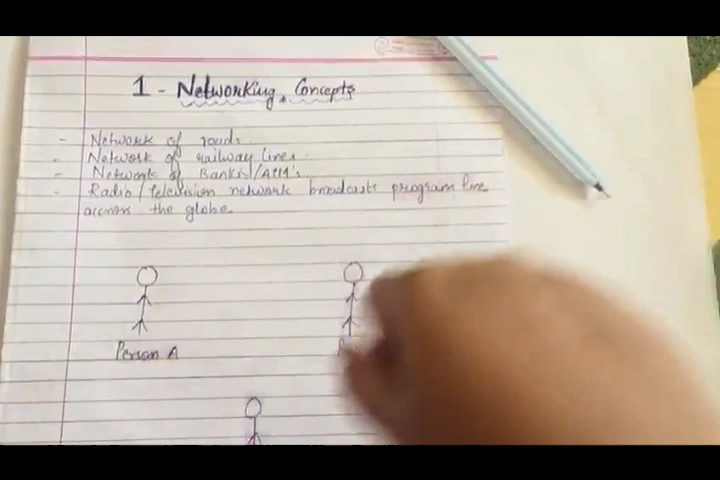 1 - Networking Concepts
- Network of roads.
- Network of railway lines.
- Network of Banks/ATM's
- Radio/Television network broadcasts program live
across the globe.
Person A